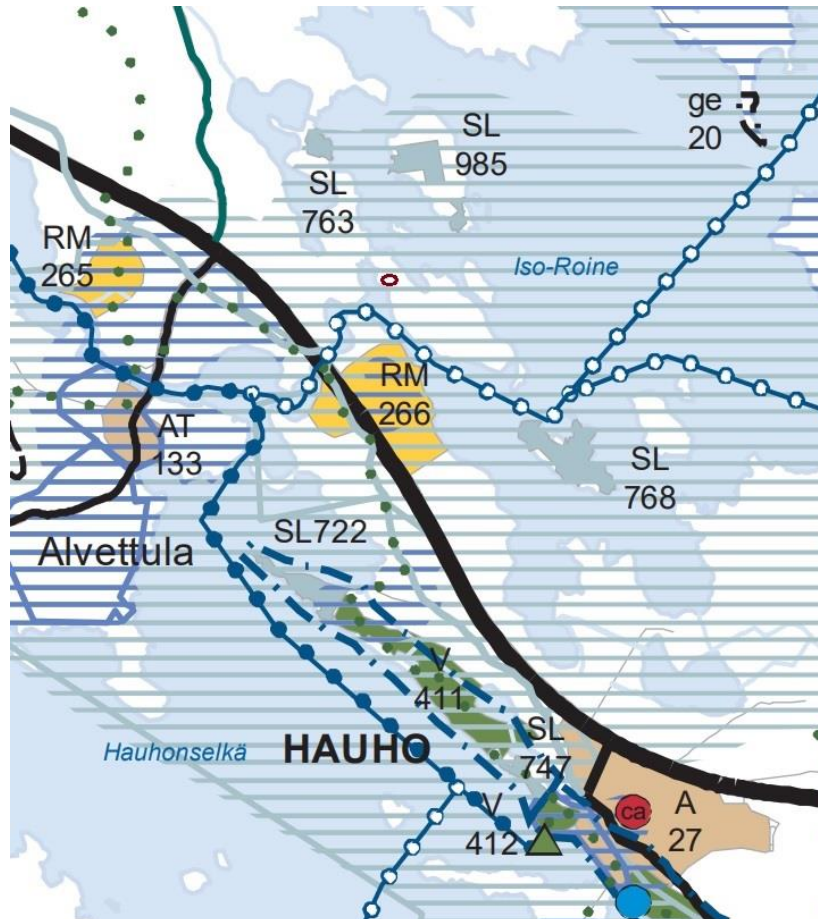 ge
20
SL
985
SL
763
RM
265
Iso-Roine
RM
266
AT
133
SL
768
SL722
Alvettula
V
411
SL
747
Hauhonselkä
HAUHO
V
412
ca
A
27